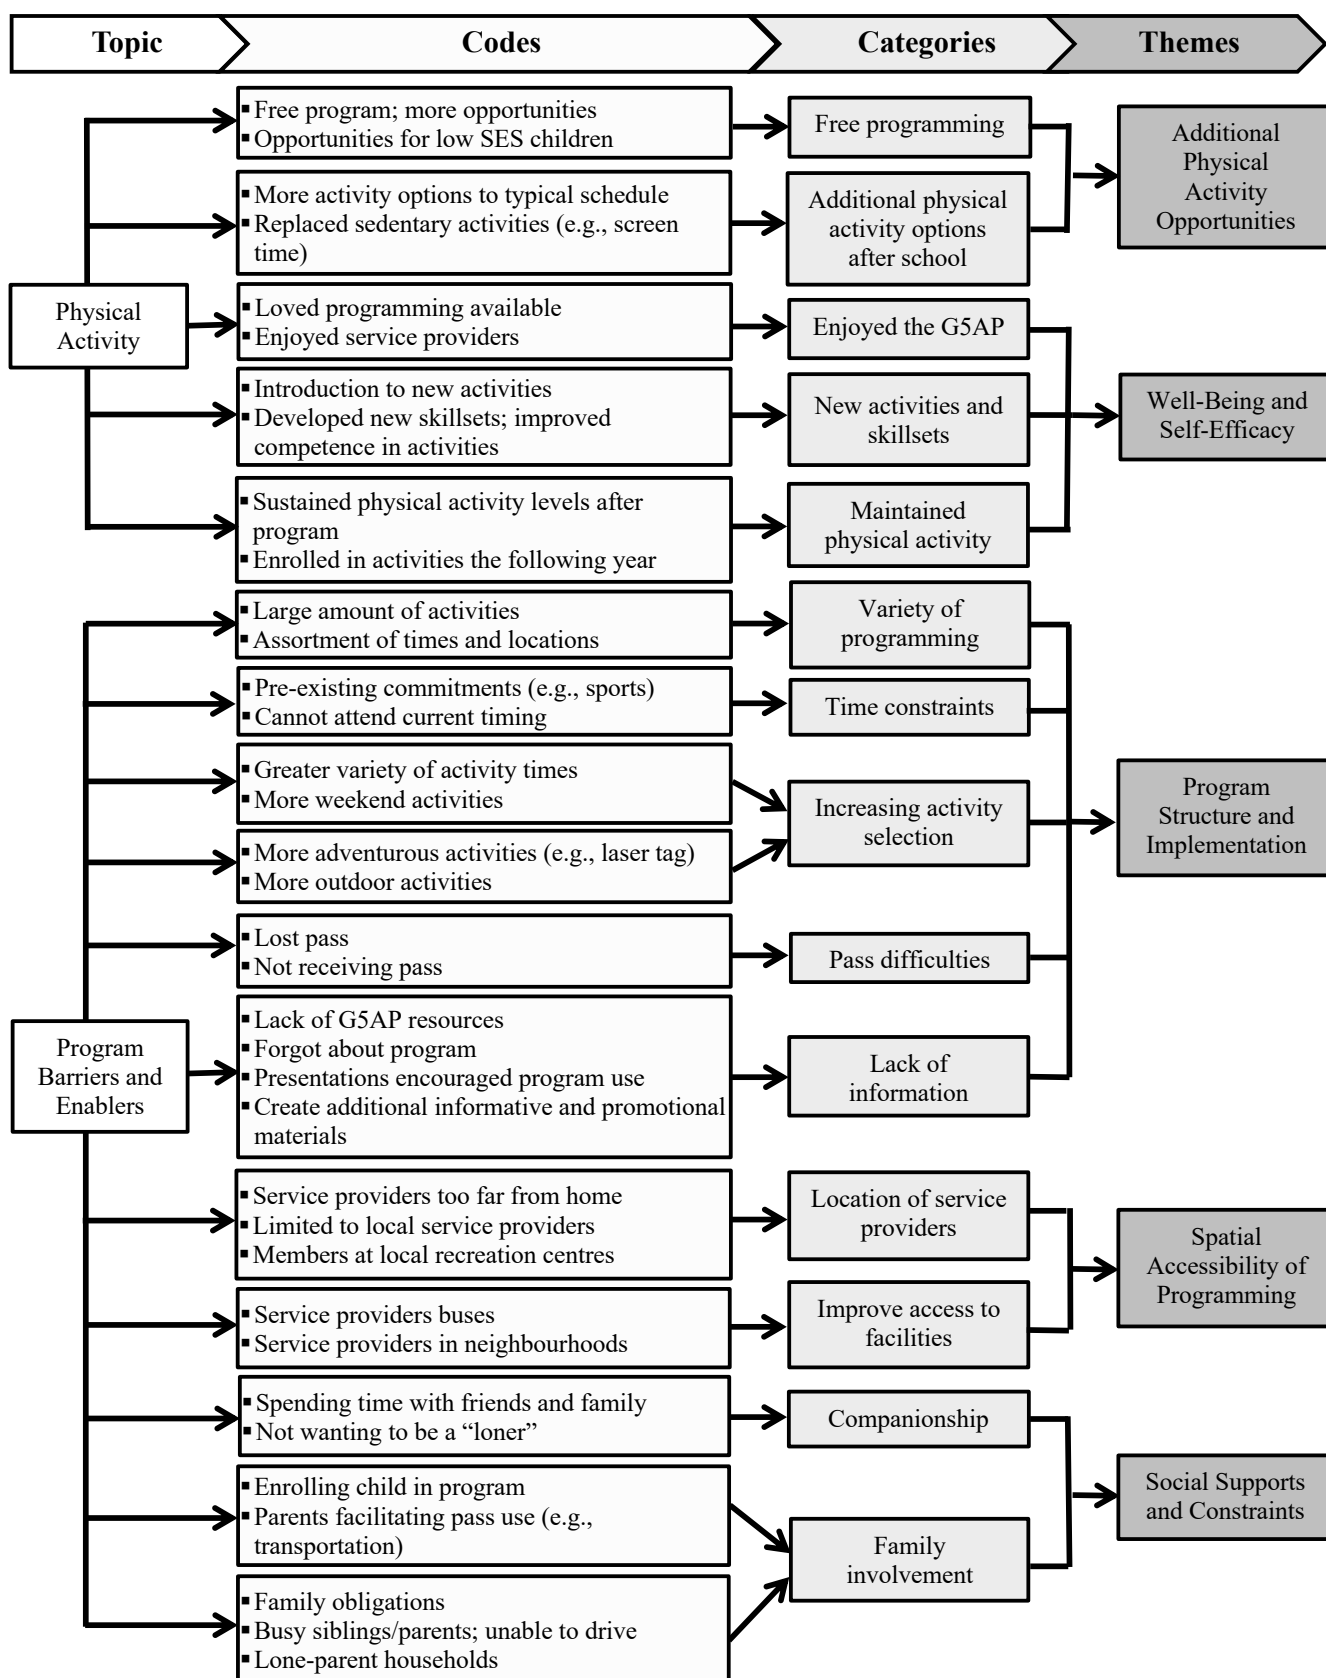 Topic
Codes
Categories
Themes
Physical
Activity
▪ Free program; more opportunities
▪ Opportunities for low SES children
Free programming
▪ More activity options to typical schedule
▪ Replaced sedentary activities (e.g., screen
time)
Additional physical
activity options
after school
Additional
Physical
Activity
Opportunities
▪ Loved programming available
▪ Enjoyed service providers
Enjoyed the G5AP
▪ Introduction to new activities
▪ Developed new skillsets; improved
competence in activities
New activities and
skillsets
▪ Sustained physical activity levels after
program
▪ Enrolled in activities the following year
Maintained
physical activity
Well-Being and
Self-Efficacy
Program
Barriers and
Enablers
▪ Large amount of activities
▪ Assortment of times and locations
Variety of
programming
▪ Pre-existing commitments (e.g., sports)
▪ Cannot attend current timing
Time constraints
▪ Greater variety of activity times
▪ More weekend activities
▪ More adventurous activities (e.g., laser tag)
▪ More outdoor activities
Increasing activity
selection
▪ Lost pass
▪ Not receiving pass
Pass difficulties
▪ Lack of G5AP resources
▪ Forgot about program
▪ Presentations encouraged program use
▪ Create additional informative and promotional
materials
Lack of
information
Program
Structure and
Implementation
▪ Service providers too far from home
▪ Limited to local service providers
▪ Members at local recreation centres
Location of service
providers
▪ Service providers buses
▪ Service providers in neighbourhoods
Improve access to
facilities
Spatial
Accessibility of
Programming
▪ Spending time with friends and family
▪ Not wanting to be a “loner”
Companionship
▪ Enrolling child in program
▪ Parents facilitating pass use (e.g.,
transportation)
▪ Family obligations
▪ Busy siblings/parents; unable to drive
▪ Lone-parent households
Family
involvement
Social Supports
and Constraints